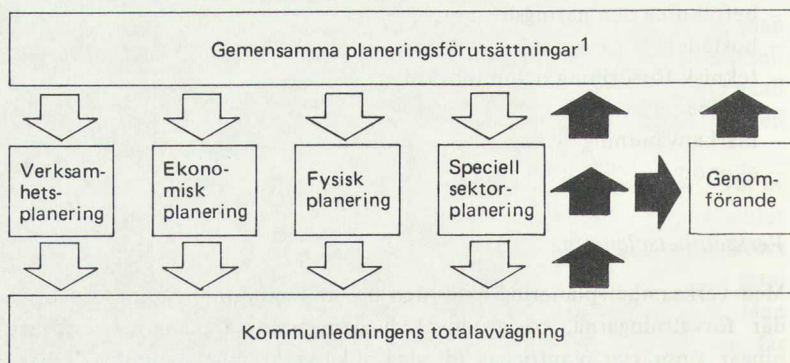 Gemensamma planeringsförutsättningar1
Verksam-
hets-
planering
Ekono-
misk
planering
Fysisk
planering
Speciell
sektor-
planering
Genom-
förande
Kommunledningens totalavvägning